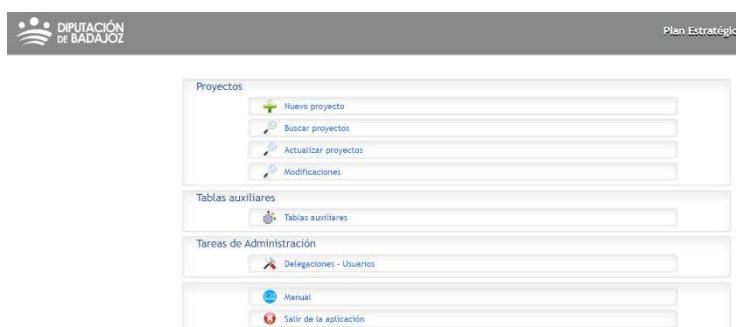 DIPUTACIÓN
DE BADAJOZ
Plan Estratégic
Proyectos
Nuevo proyecto
Buscar proyectos
Actualizar proyectos
Modificaciones
Tablas auxiliares
Tablas auxiliares
Tareas de Administración
Delegaciones - Usuarios
Manual
Salir de la aplicación